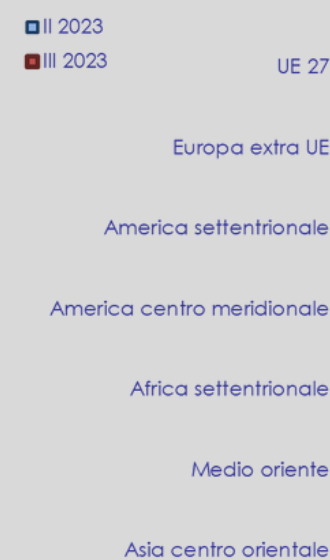 II 2023
III 2023
UE 27
Europa extra UE
America settentrionale
America centro meridionale
Africa settentrionale
Medio oriente
Asia centro orientale